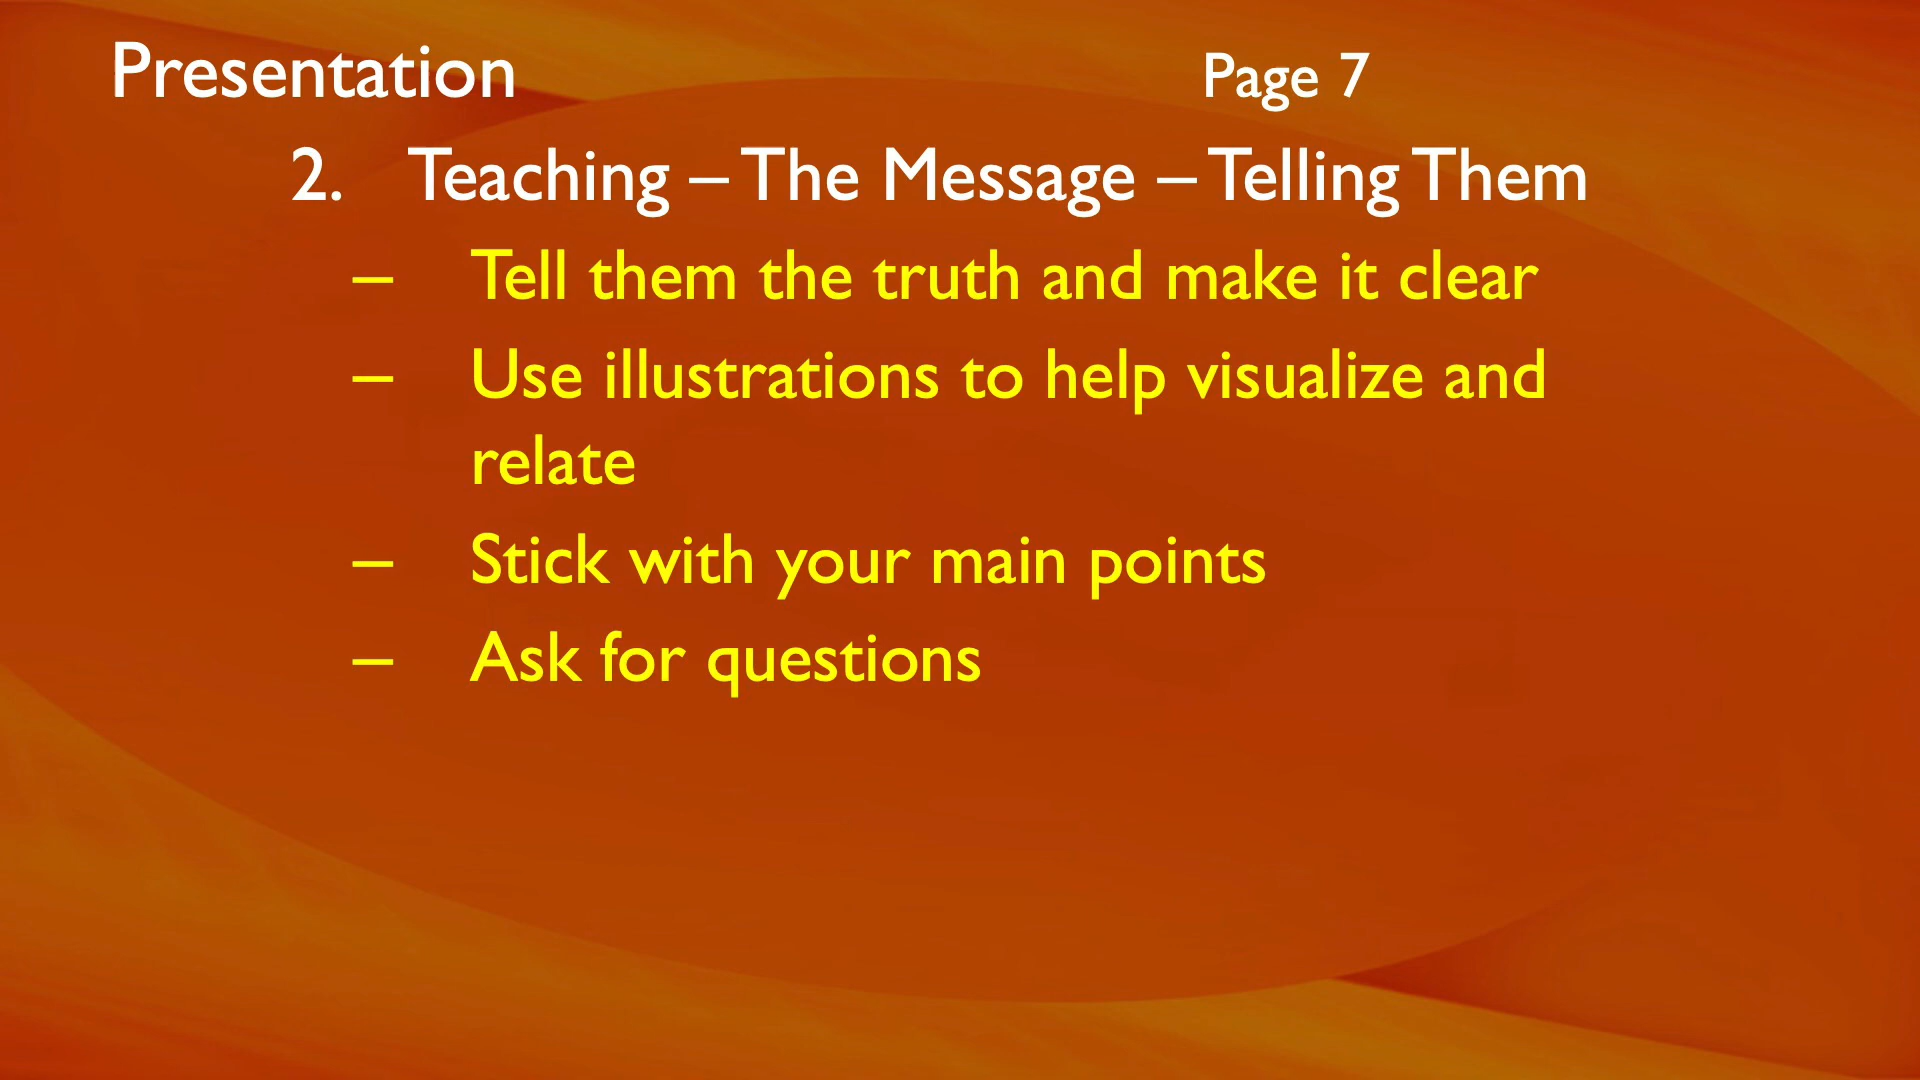 Presentation Page 7
2. Teaching – The Message – Telling Them
– Tell them the truth and make it clear
– Use illustrations to help visualize and
relate
– Stick with your main points
– Ask for questions